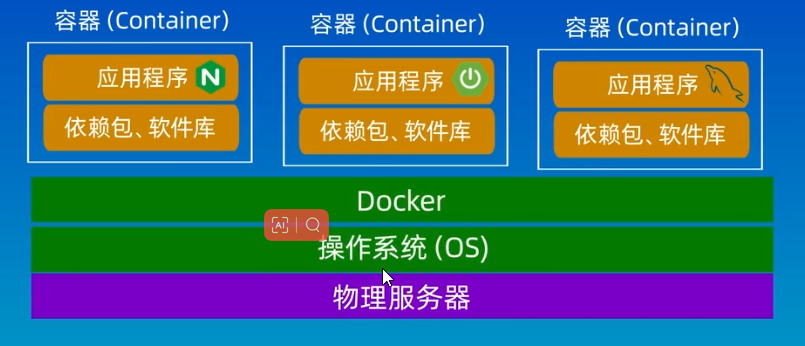 容器 (Container)
容器 (Container)
容器 (Container)
应用程序 N
应用程序
应用程序
依赖包、软件库
依赖包、软件库
依赖包、软件库
Docker
AI
操作系统 (OS)
物理服务器